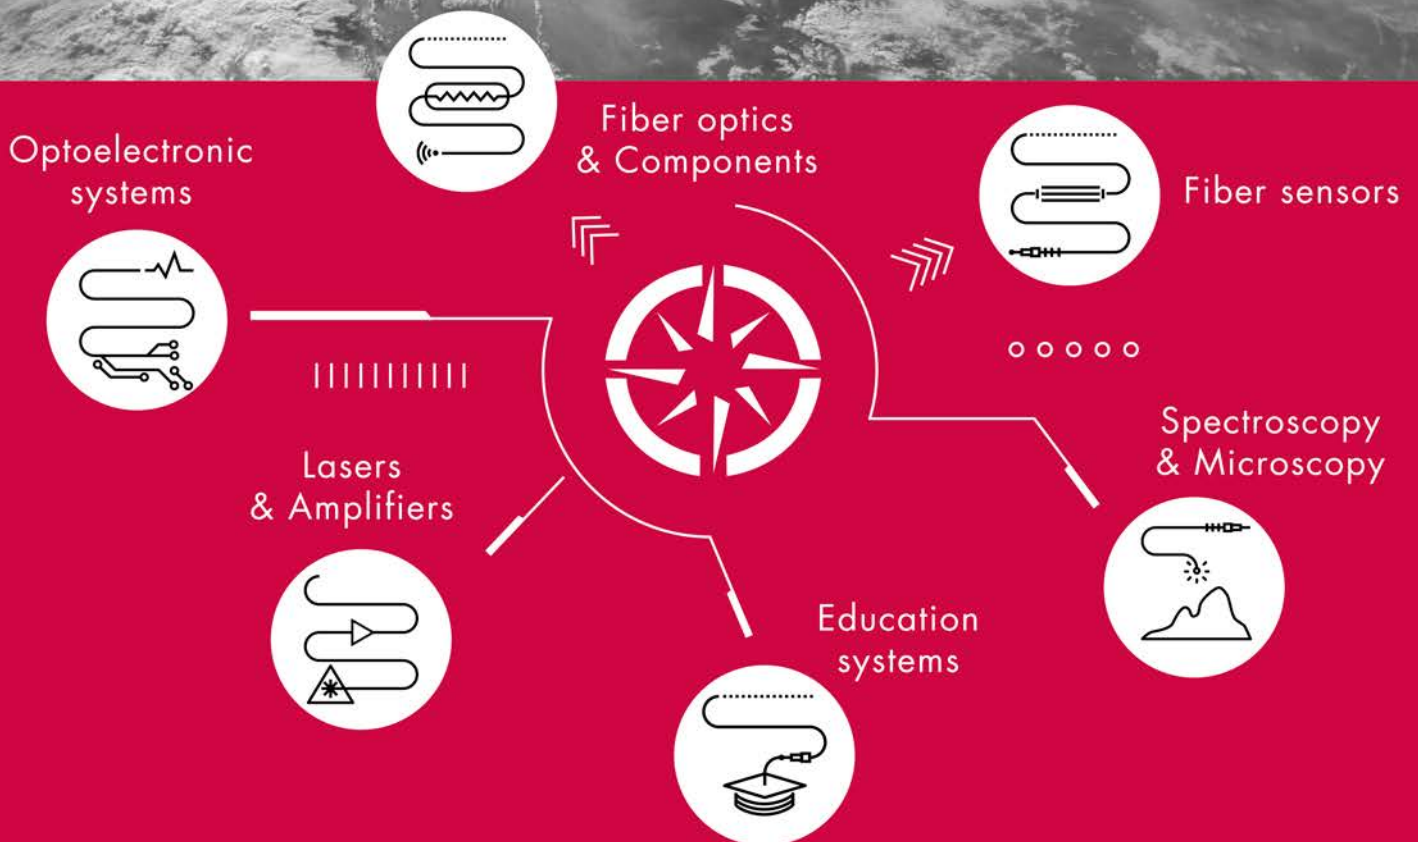 Optoelectronic
systems
Fiber optics
& Components
Fiber sensors
Lasers
& Amplifiers
Spectroscopy
& Microscopy
Education
systems